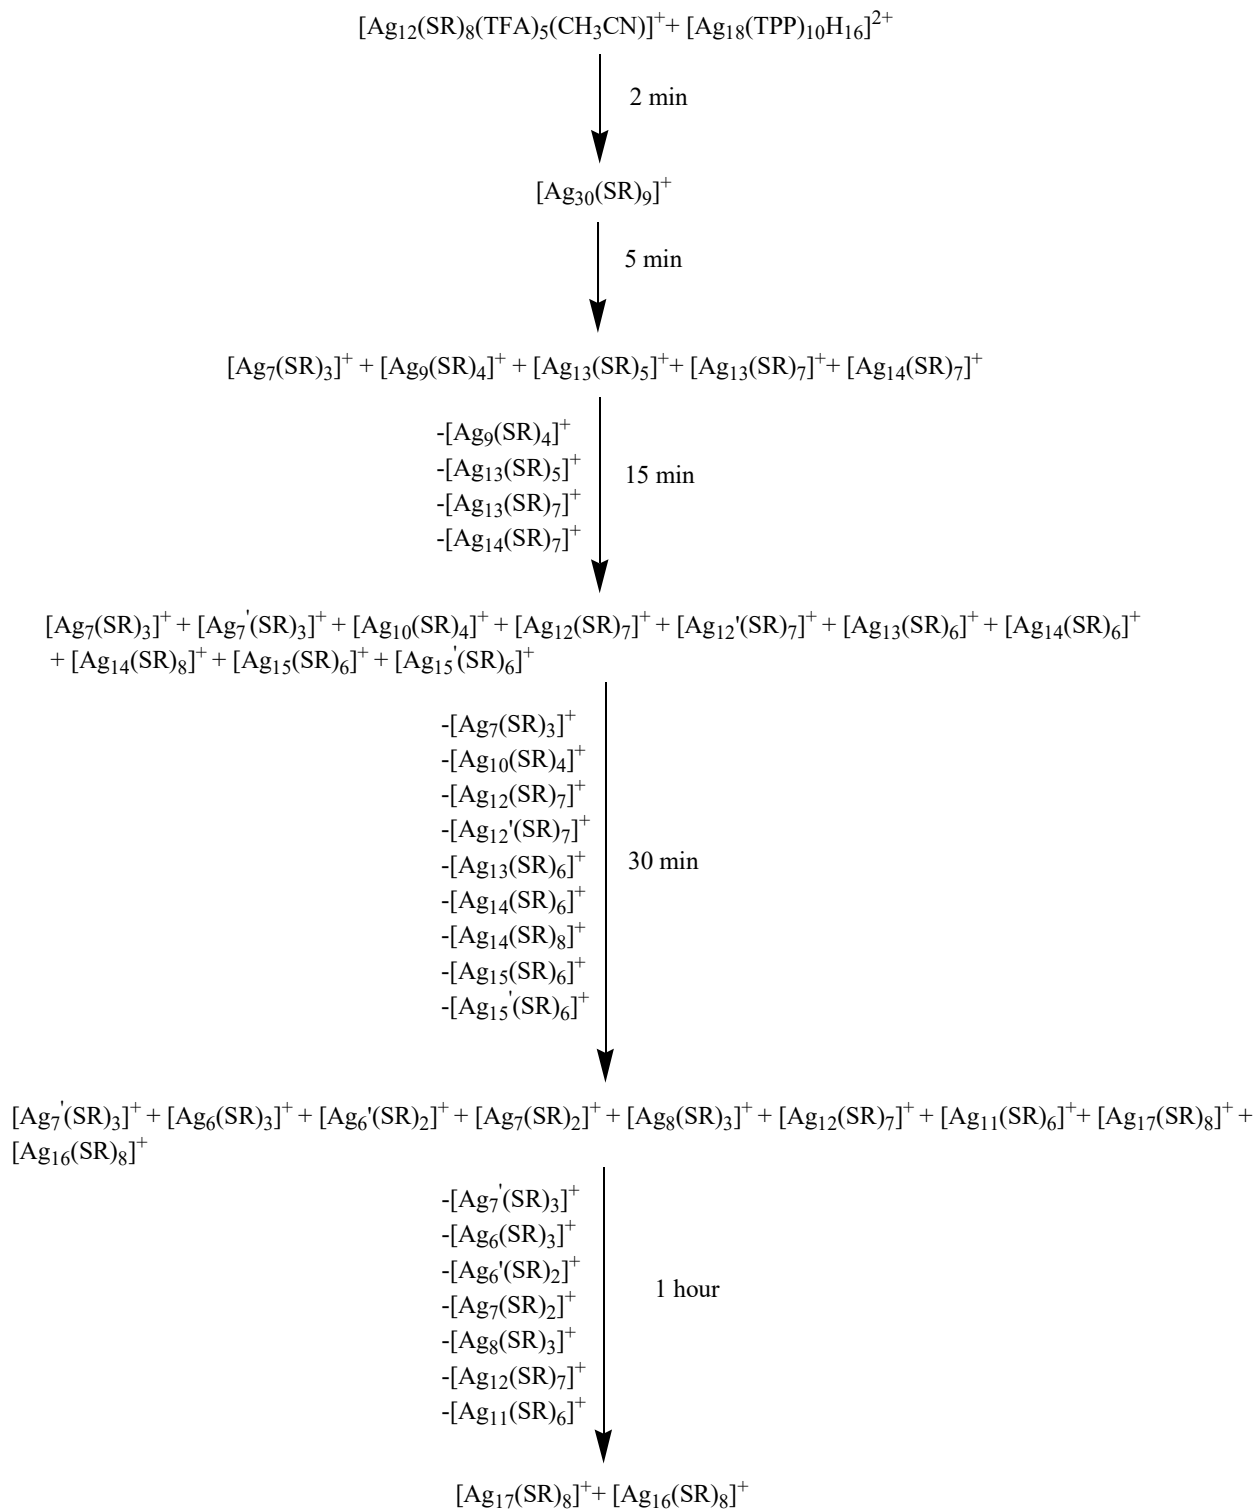 [Ag₁₂(SR)₈(TFA)₅(CH₃CN)]⁺+ [Ag₁₈(TPP)₁₀H₁₆]²⁺
2 min
[Ag₃₀(SR)₉]⁺
5 min
[Ag₇(SR)₃]⁺ + [Ag₉(SR)₄]⁺ + [Ag₁₃(SR)₅]⁺+ [Ag₁₃(SR)₇]⁺+ [Ag₁₄(SR)₇]⁺
-[Ag₉(SR)₄]⁺
-[Ag₁₃(SR)₅]⁺
15 min
-[Ag₁₃(SR)₇]⁺
-[Ag₁₄(SR)₇]⁺
[Ag₇(SR)₃]⁺ + [Ag₇'(SR)₃]⁺ + [Ag₁₀(SR)₄]⁺ + [Ag₁₂(SR)₇]⁺ + [Ag₁₂'(SR)₇]⁺ + [Ag₁₃(SR)₆]⁺ + [Ag₁₄(SR)₆]⁺
+ [Ag₁₄(SR)₈]⁺ + [Ag₁₅(SR)₆]⁺ + [Ag₁₅'(SR)₆]⁺
-[Ag₇(SR)₃]⁺
-[Ag₁₀(SR)₄]⁺
-[Ag₁₂(SR)₇]⁺
-[Ag₁₂'(SR)₇]⁺
-[Ag₁₃(SR)₆]⁺
30 min
-[Ag₁₄(SR)₆]⁺
-[Ag₁₄(SR)₈]⁺
-[Ag₁₅(SR)₆]⁺
-[Ag₁₅'(SR)₆]⁺
[Ag₇'(SR)₃]⁺ + [Ag₆(SR)₃]⁺ + [Ag₆'(SR)₂]⁺ + [Ag₇(SR)₂]⁺ + [Ag₈(SR)₃]⁺ + [Ag₁₂(SR)₇]⁺ + [Ag₁₁(SR)₆]⁺+ [Ag₁₇(SR)₈]⁺ +
[Ag₁₆(SR)₈]⁺
-[Ag₇'(SR)₃]⁺
-[Ag₆(SR)₃]⁺
-[Ag₆'(SR)₂]⁺
1 hour
-[Ag₇(SR)₂]⁺
-[Ag₈(SR)₃]⁺
-[Ag₁₂(SR)₇]⁺
-[Ag₁₁(SR)₆]⁺
[Ag₁₇(SR)₈]⁺+ [Ag₁₆(SR)₈]⁺